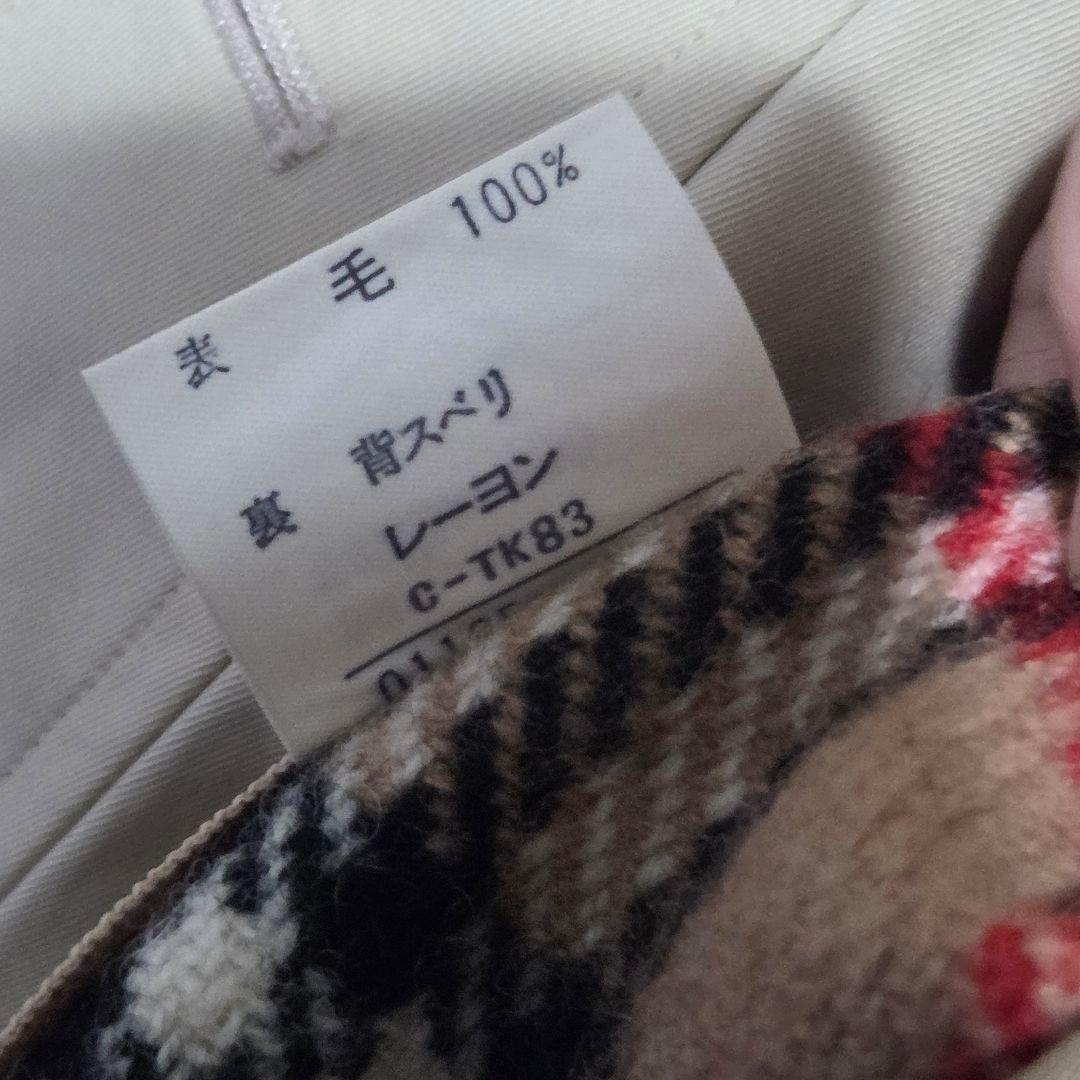 表 毛 100%
背スベリ
裏 レーヨン
C-TK83